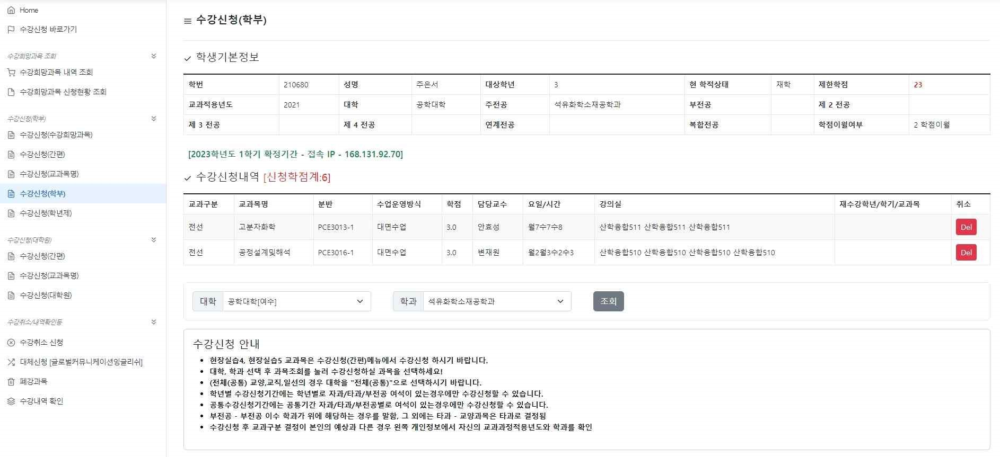 Home
수강신청 바로가기
수강희망과목 조회
수강희망과목 내역 조회
수강희망과목 신청현황 조회
수강신청(학부)
수강신청(수강희망과목)
수강신청(간편)
수강신청(교과목명)
수강신청(학부)
수강신청(학년제)
수강신청(대학원)
수강신청(간편)
수강신청(교과목명)
수강신청(대학원)
수강취소/내역확인등
수강취소 신청
대체신청 [글로벌커뮤니케이션잉글리쉬]
폐강과목
수강내역 확인
수강신청(학부)
학생기본정보
학번 210680 성명 주은서 대상학년 3 현 학적상태 재학 제한학점 23
교과적용년도 2021 대학 공학대학 주전공 석유화학소재공학과 부전공 제 2 전공
제 3 전공 제 4 전공 연계전공 복합전공 학점이월여부 2 학점이월
[2023학년도 1학기 확정기간 - 접속 IP - 168.131.92.70]
수강신청내역 [신청학점계:6]
교과구분 교과목명 분반 수업운영방식 학점 담당교수 요일/시간 강의실 재수강학년/학기/교과목 취소
전선 고분자화학 PCE3013-1 대면수업 3.0 안효성 월7수7수8 산학융합511 산학융합511 산학융합511 Del
전선 공정설계및해석 PCE3016-1 대면수업 3.0 변재원 월2월3수2수3 산학융합510 산학융합510 산학융합510 산학융합510 Del
대학 공학대학[여수] 학과 석유화학소재공학과 조회
수강신청 안내
현장실습4, 현장실습5 교과목은 수강신청(간편)메뉴에서 수강신청 하시기 바랍니다.
대학, 학과 선택 후 과목조회를 눌러 수강신청하실 과목을 선택하세요!
(전체(공통) 교양,교직,일선의 경우 대학을 "전체(공통)"으로 선택하시기 바랍니다.
학년별 수강신청기간에는 학년별로 자과/타과/부전공 여석이 있는경우에만 수강신청할 수 있습니다.
공통수강신청기간에는 공통기간 자과/타과/부전공별로 여석이 있는경우에만 수강신청할 수 있습니다.
부전공 - 부전공 이수 학과가 위에 해당하는 경우를 말함, 그 외에는 타과 - 교양과목은 타과로 결정됨
수강신청 후 교과구분 결정이 본인의 예상과 다른 경우 왼쪽 개인정보에서 자신의 교과과정적용년도와 학과를 확인